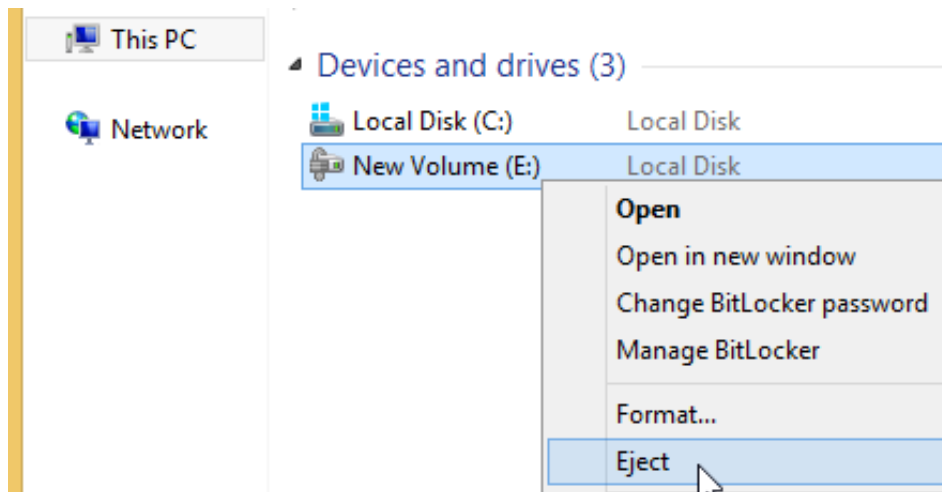 This PC
Devices and drives (3)
Local Disk (C:) Local Disk
Network
New Volume (E:) Local Disk
Open
Open in new window
Change BitLocker password
Manage BitLocker
Format...
Eject